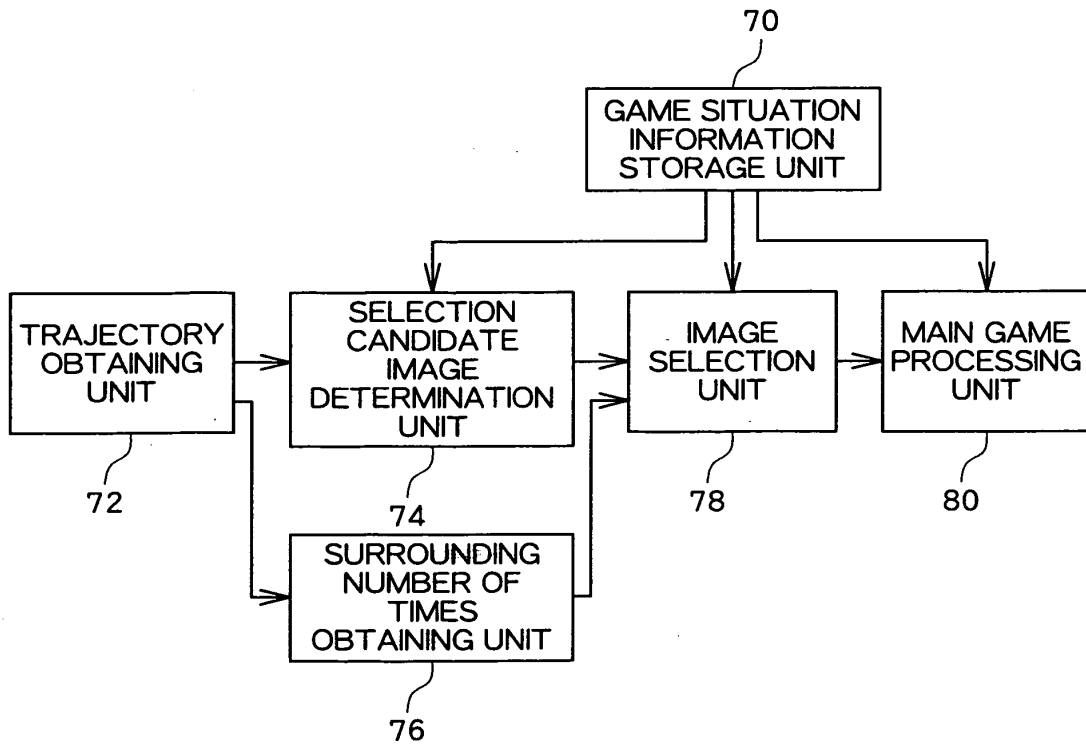 70
GAME SITUATION
INFORMATION
STORAGE UNIT
TRAJECTORY
OBTAINING
UNIT
72
SELECTION
CANDIDATE
IMAGE
DETERMINATION
UNIT
74
IMAGE
SELECTION
UNIT
78
MAIN GAME
PROCESSING
UNIT
80
SURROUNDING
NUMBER OF
TIMES
OBTAINING UNIT
76